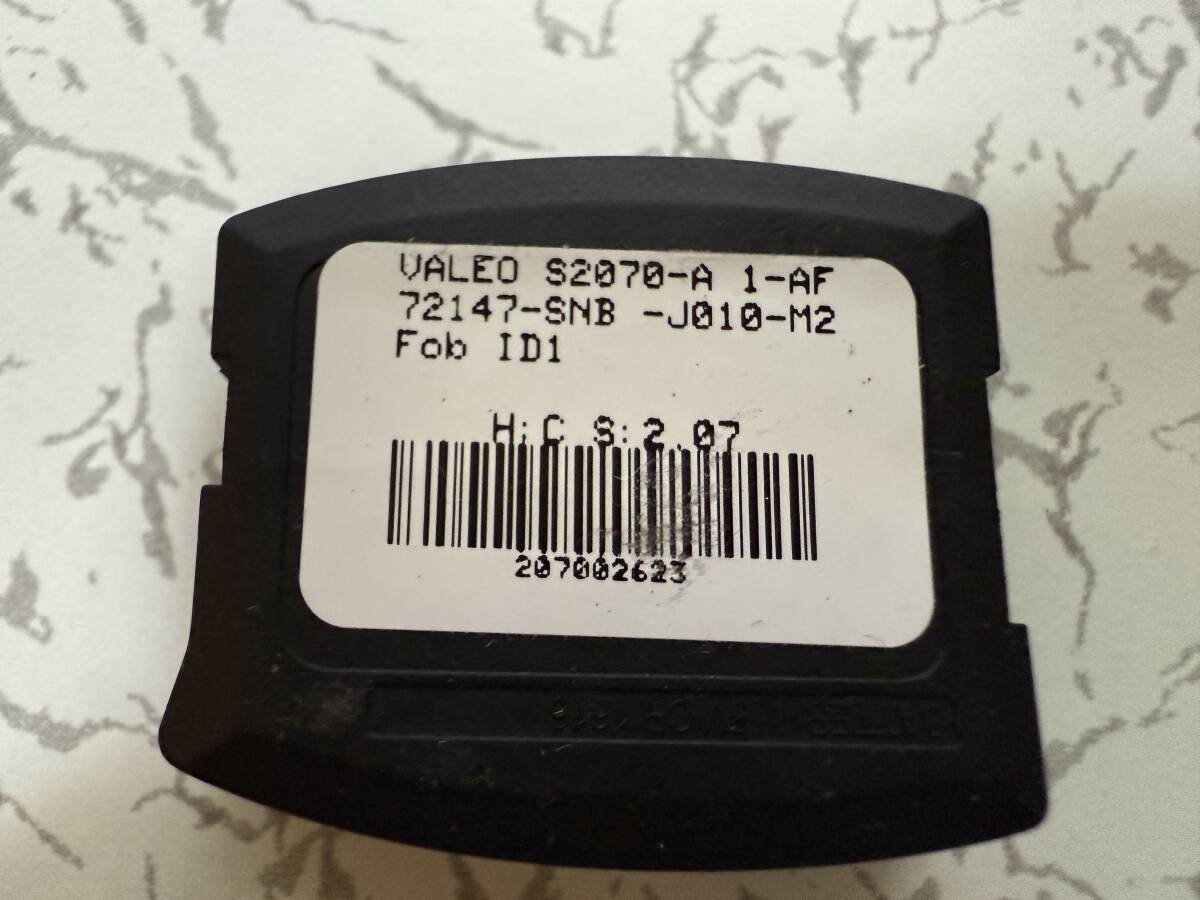 VALEO S2070-A 1-AF
72147-SNB -J010-M2
Fob ID1
H:C S:2.07
207002623